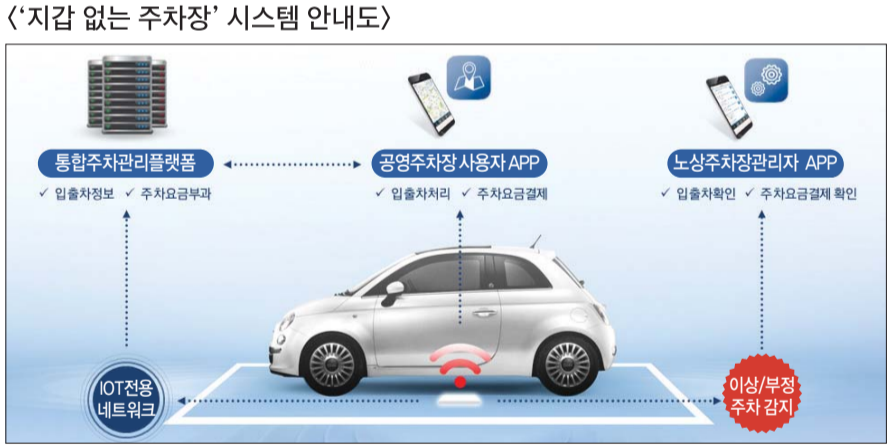 〈‘지갑 없는 주차장’ 시스템 안내도〉
통합주차관리플랫폼
✓ 입출차정보 ✓ 주차요금부과
공영주차장 사용자 APP
✓ 입출차처리 ✓ 주차요금결제
노상주차장관리자 APP
✓ 입출차확인 ✓ 주차요금결제 확인
IOT전용
네트워크
이상/부정
주차 감지